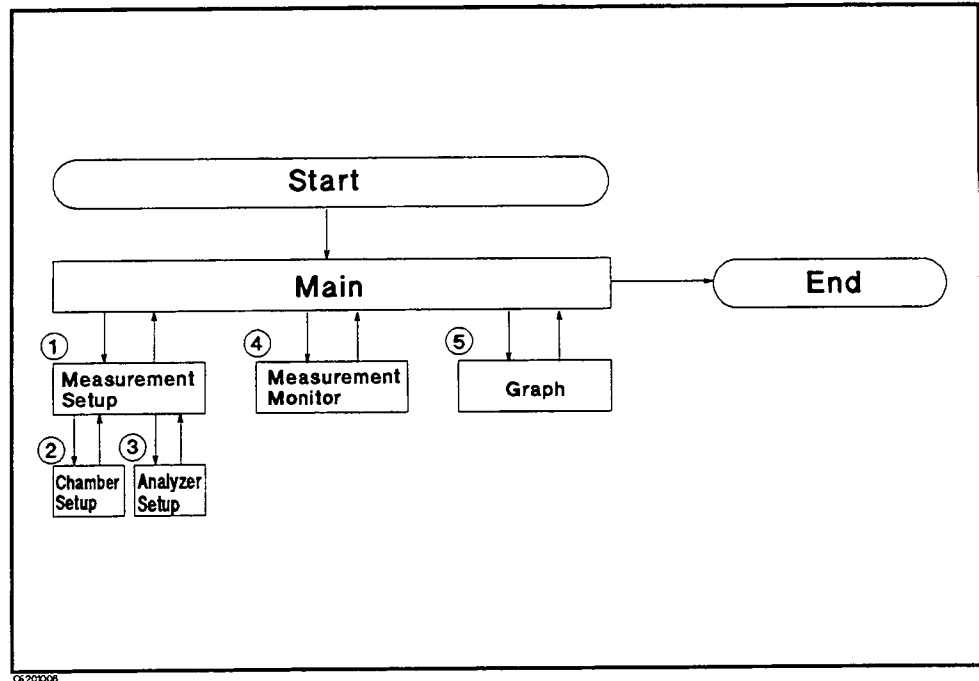 Start
Main
End
①
Measurement
Setup
④
Measurement
Monitor
⑤
Graph
②
Chamber
Setup
③
Analyzer
Setup